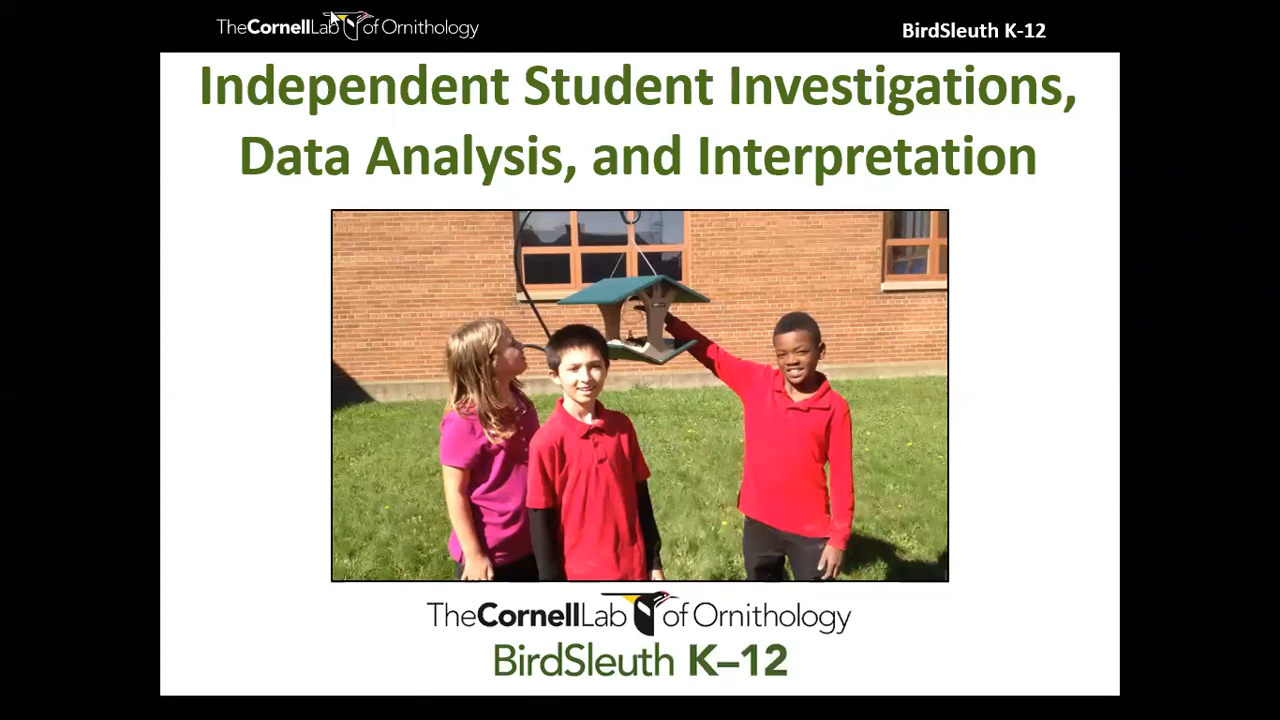 TheCornellLab of Ornithology
BirdSleuth K-12
Independent Student Investigations,
Data Analysis, and Interpretation
TheCornellLab of Ornithology
BirdSleuth K–12